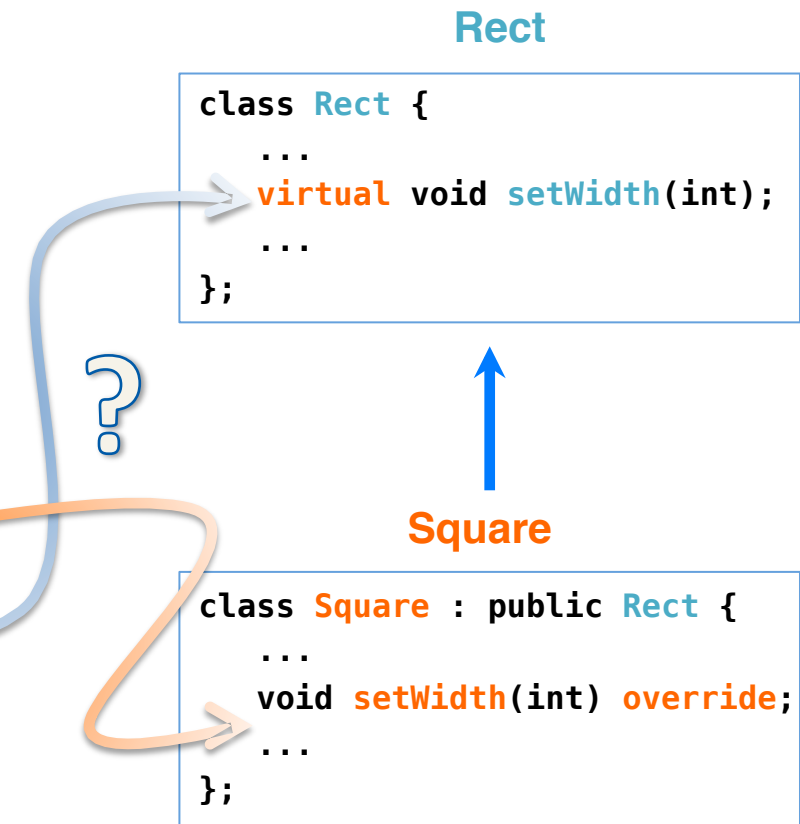 Rect
class Rect {
...
virtual void setWidth(int);
...
};
?
Square
class Square : public Rect {
...
void setWidth(int) override;
...
};